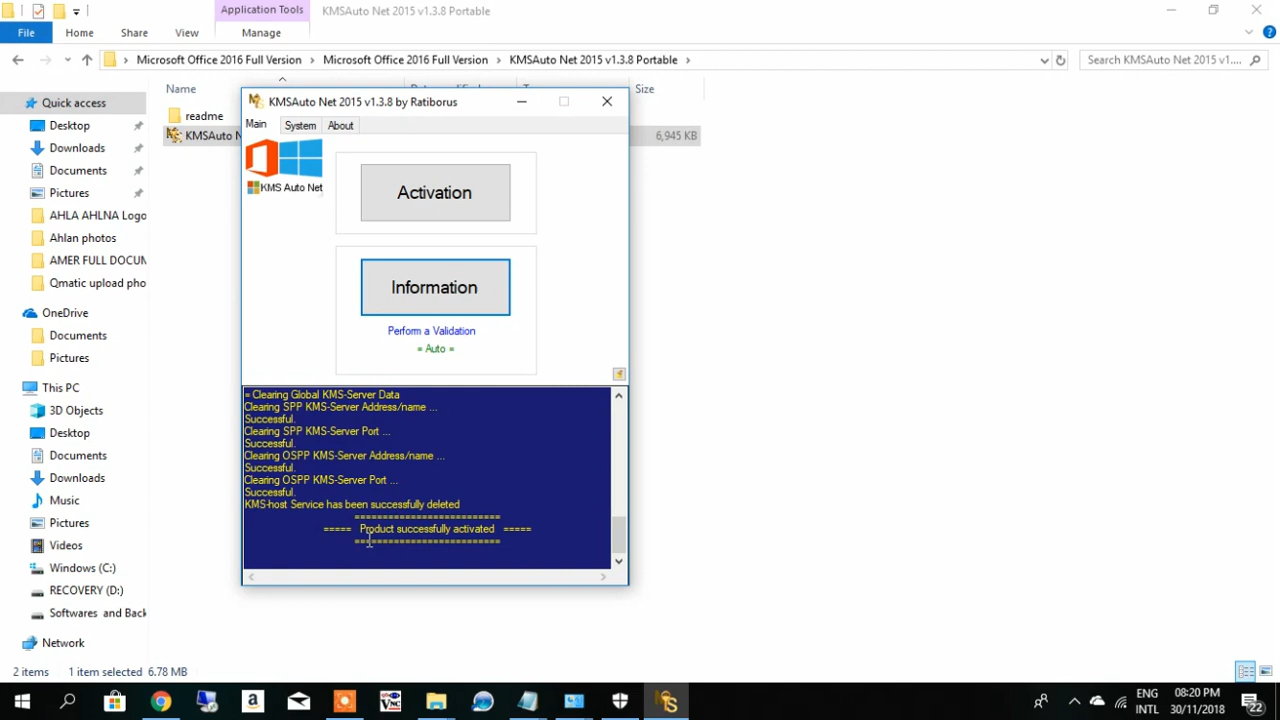 Application Tools
KMSAuto Net 2015 v1.3.8 Portable
File
Home
Share
View
Manage
Microsoft Office 2016 Full Version
Microsoft Office 2016 Full Version
KMSAuto Net 2015 v1.3.8 Portable
Search KMSAuto Net 2015 v1....
Name
Size
readme
KMSAuto N
6,945 KB
Quick access
Desktop
Downloads
Documents
Pictures
AHLA AHLNA Logo
Ahlan photos
AMER FULL DOCUM
Qmatic upload pho
OneDrive
Documents
Pictures
This PC
3D Objects
Desktop
Documents
Downloads
Music
Pictures
Videos
Windows (C:)
RECOVERY (D:)
Softwares and Back
Network
KMSAuto Net 2015 v1.3.8 by Ratiborus
Main
System
About
KMS Auto Net
Activation
Information
Perform a Validation
= Auto =
= Clearing Global KMS-Server Data
Clearing SPP KMS-Server Address/name ...
Successful.
Clearing SPP KMS-Server Port ...
Successful.
Clearing OSPP KMS-Server Address/name ...
Successful.
Clearing OSPP KMS-Server Port ...
Successful.
KMS-host Service has been successfully deleted
==========================
===== Product successfully activated =====
==========================
2 items
1 item selected 6.78 MB
ENG
INTL
08:20 PM
30/11/2018
22